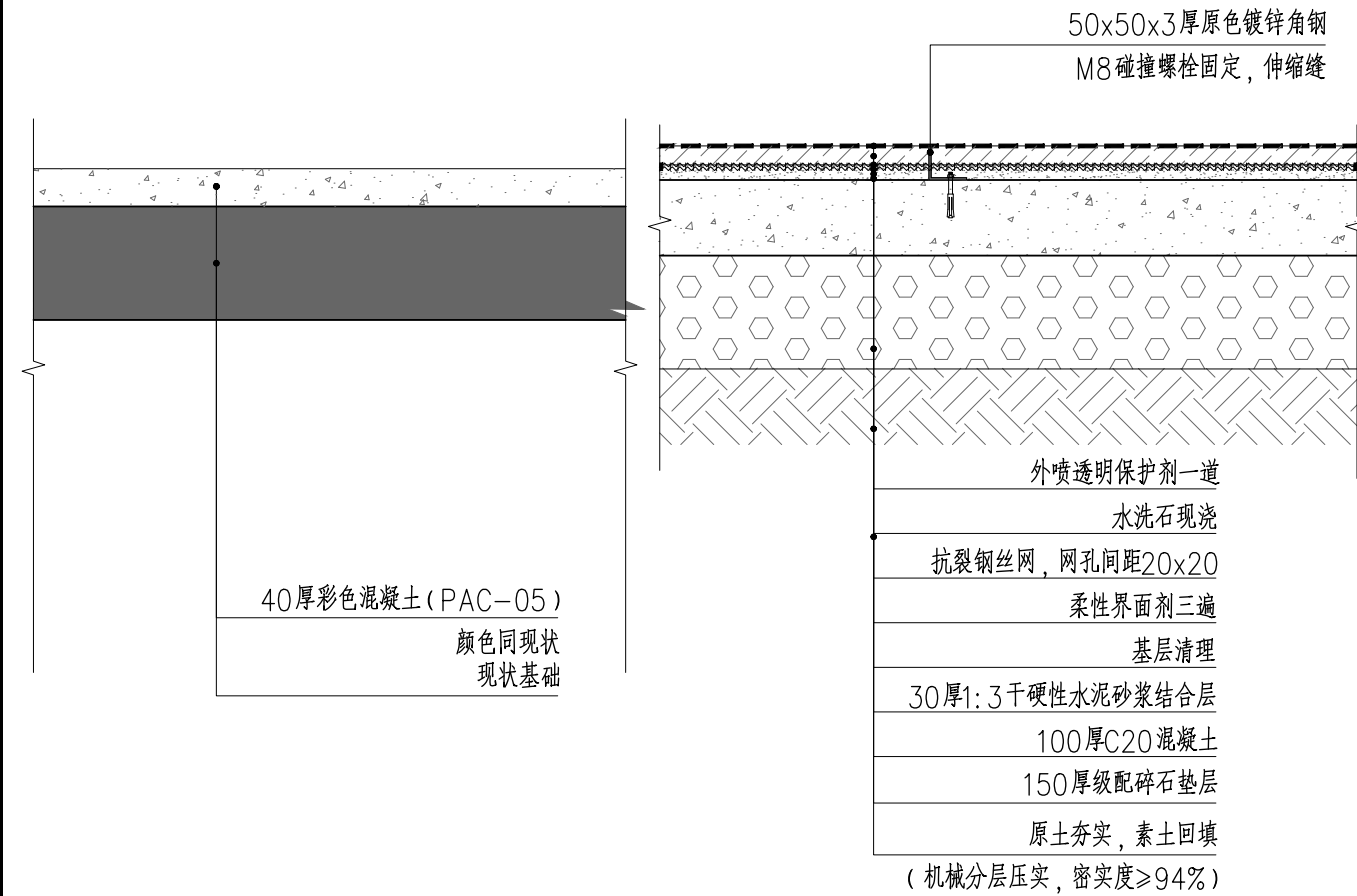 50x50x3厚原色镀锌角钢
M8碰撞螺栓固定，伸缩缝
40厚彩色混凝土(PAC-05)
颜色同现状
现状基础
外喷透明保护剂一道
水洗石现浇
抗裂钢丝网，网孔间距20x20
柔性界面剂三遍
基层清理
30厚1:3干硬性水泥砂浆结合层
100厚C20混凝土
150厚级配碎石垫层
原土夯实，素土回填
(机械分层压实，密实度≥94%)